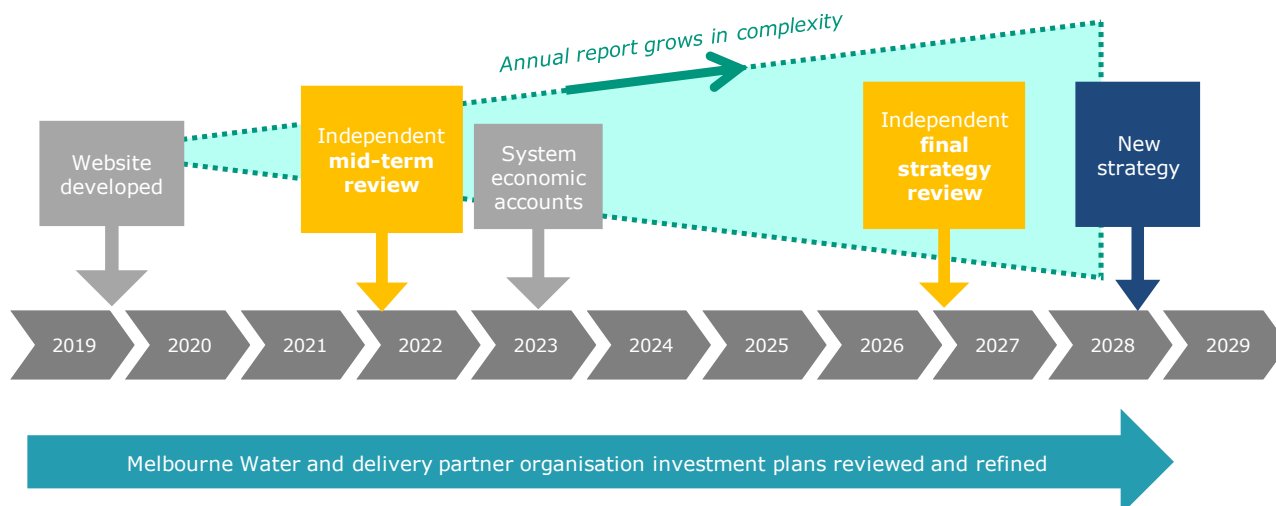 Annual report grows in complexity
Website
developed
Independent
mid-term
review
System
economic
accounts
Independent
final
strategy
review
New
strategy
2019
2020
2021
2022
2023
2024
2025
2026
2027
2028
2029
Melbourne Water and delivery partner organisation investment plans reviewed and refined